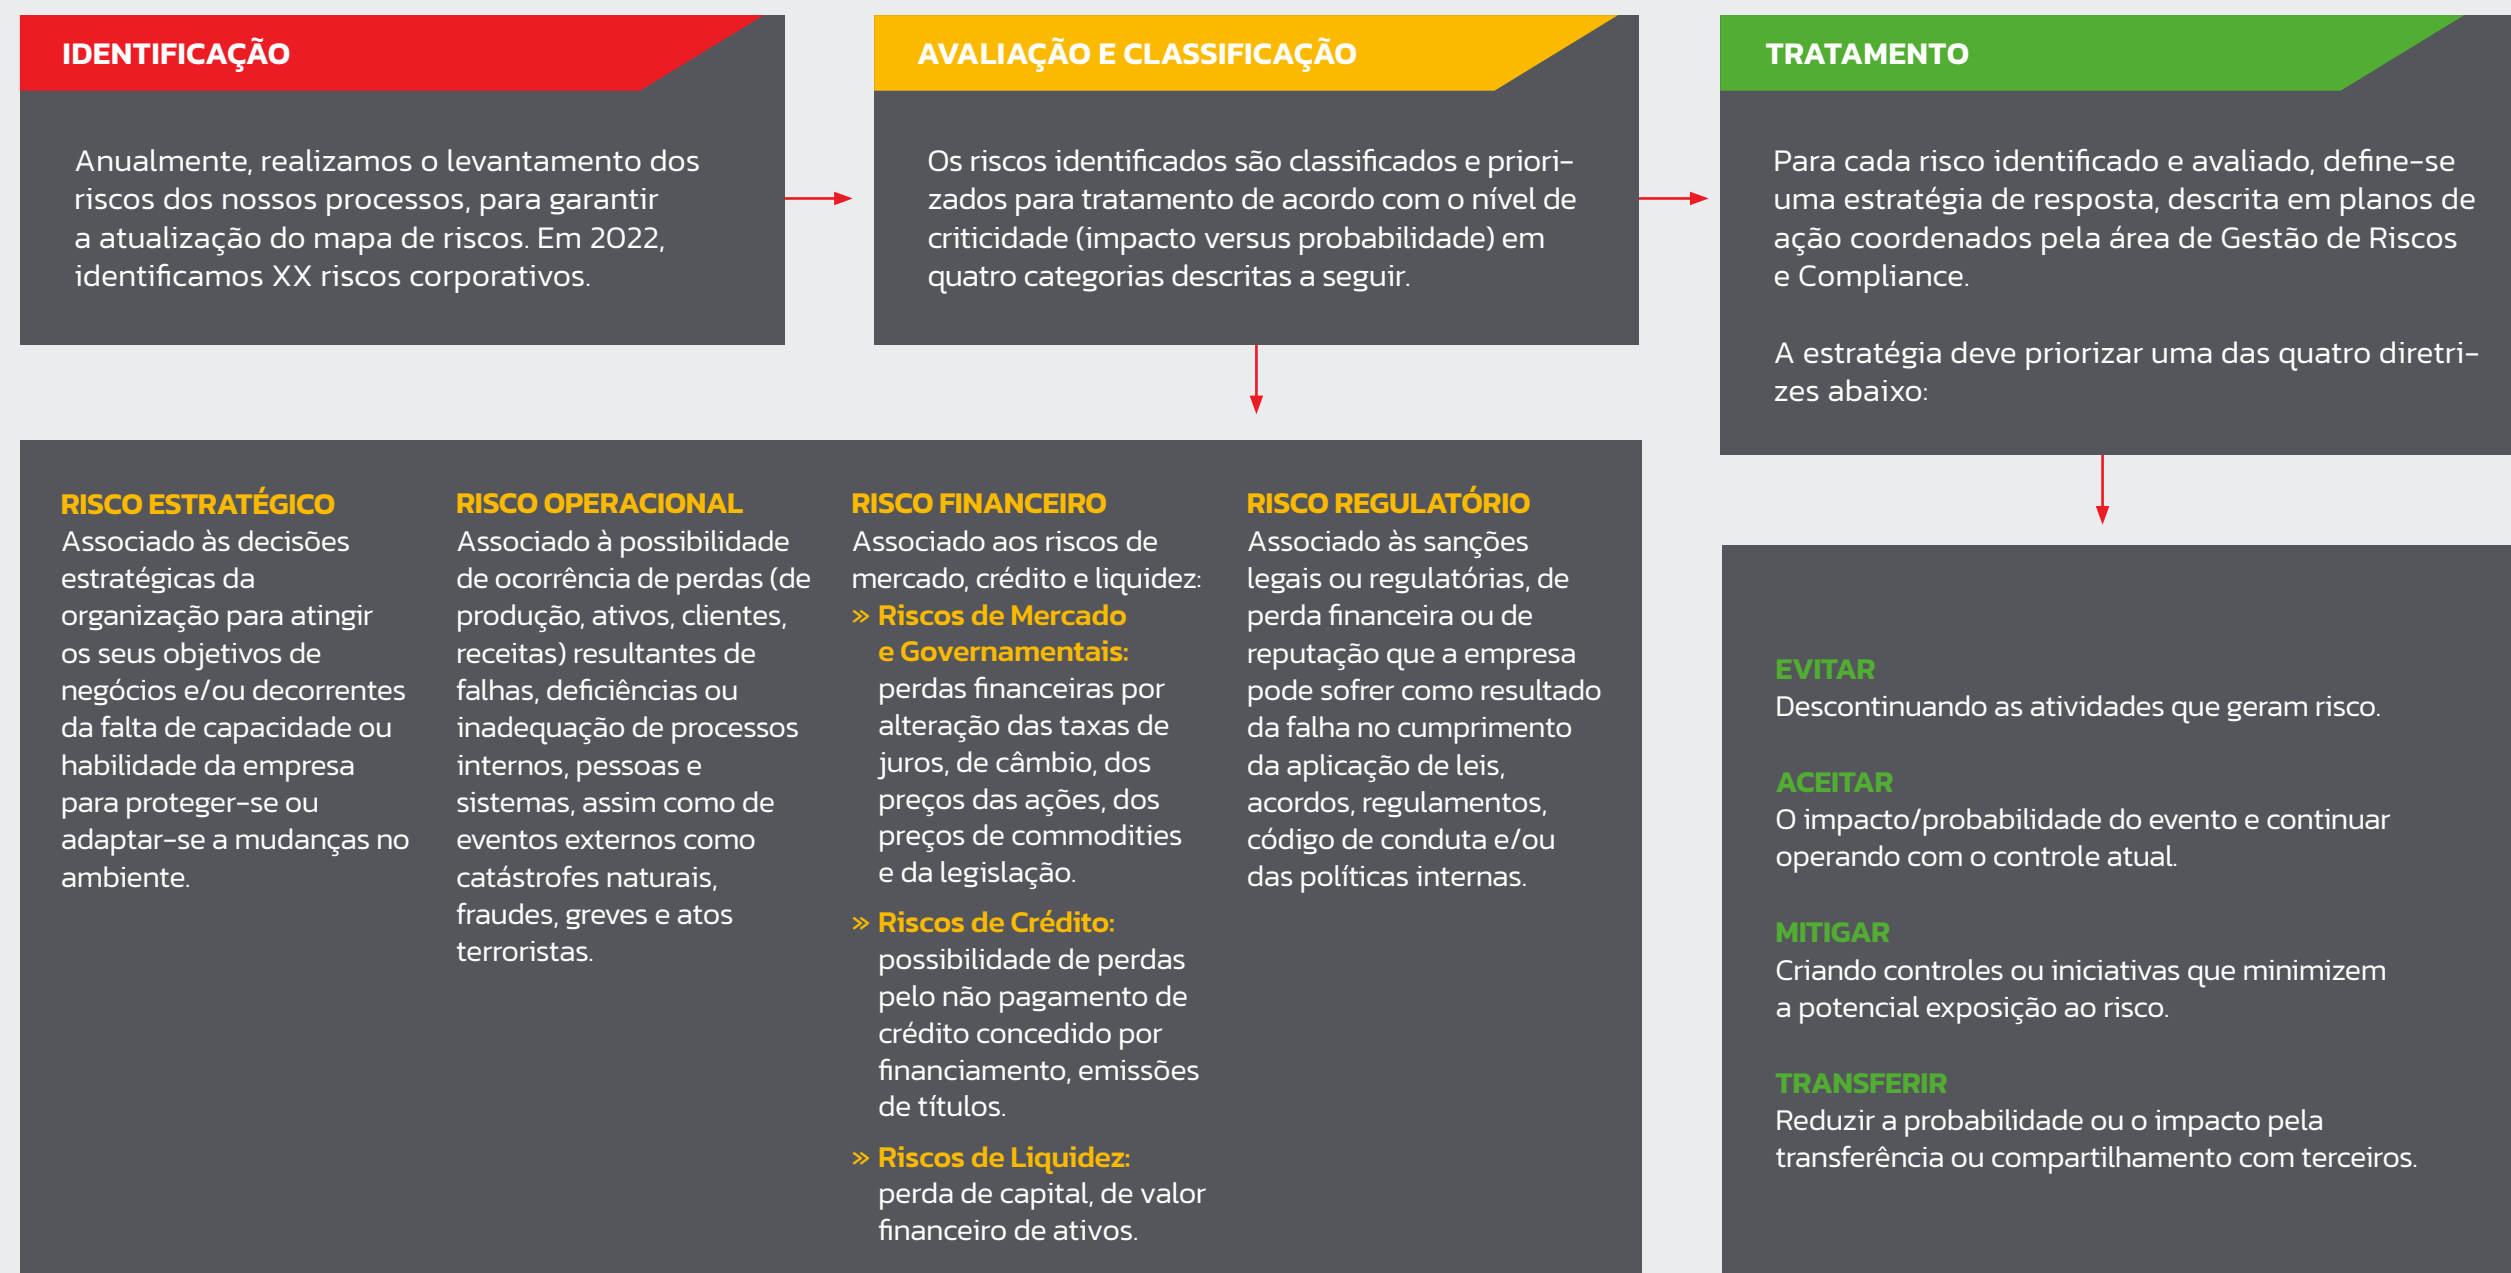 IDENTIFICAÇÃO
Anualmente, realizamos o levantamento dos
riscos dos nossos processos, para garantir
a atualização do mapa de riscos. Em 2022,
identificamos XX riscos corporativos.
AVALIAÇÃO E CLASSIFICAÇÃO
Os riscos identificados são classificados e priori-
zados para tratamento de acordo com o nível de
criticidade (impacto versus probabilidade) em
quatro categorias descritas a seguir.
TRATAMENTO
Para cada risco identificado e avaliado, define-se
uma estratégia de resposta, descrita em planos de
ação coordenados pela área de Gestão de Riscos
e Compliance.
A estratégia deve priorizar uma das quatro diretri-
zes abaixo:
RISCO ESTRATÉGICO
Associado às decisões
estratégicas da
organização para atingir
os seus objetivos de
negócios e/ou decorrentes
da falta de capacidade ou
habilidade da empresa
para proteger-se ou
adaptar-se a mudanças no
ambiente.
RISCO OPERACIONAL
Associado à possibilidade
de ocorrência de perdas (de
produção, ativos, clientes,
receitas) resultantes de
falhas, deficiências ou
inadequação de processos
internos, pessoas e
sistemas, assim como de
eventos externos como
catástrofes naturais,
fraudes, greves e atos
terroristas.
RISCO FINANCEIRO
Associado aos riscos de
mercado, crédito e liquidez:
» Riscos de Mercado
e Governamentais:
perdas financeiras por
alteração das taxas de
juros, de câmbio, dos
preços das ações, dos
preços de commodities
e da legislação.
» Riscos de Crédito:
possibilidade de perdas
pelo não pagamento de
crédito concedido por
financiamento, emissões
de títulos.
» Riscos de Liquidez:
perda de capital, de valor
financeiro de ativos.
RISCO REGULATÓRIO
Associado às sanções
legais ou regulatórias, de
perda financeira ou de
reputação que a empresa
pode sofrer como resultado
da falha no cumprimento
da aplicação de leis,
acordos, regulamentos,
código de conduta e/ou
das políticas internas.
EVITAR
Descontinuando as atividades que geram risco.
ACEITAR
O impacto/probabilidade do evento e continuar
operando com o controle atual.
MITIGAR
Criando controles ou iniciativas que minimizem
a potencial exposição ao risco.
TRANSFERIR
Reduzir a probabilidade ou o impacto pela
transferência ou compartilhamento com terceiros.